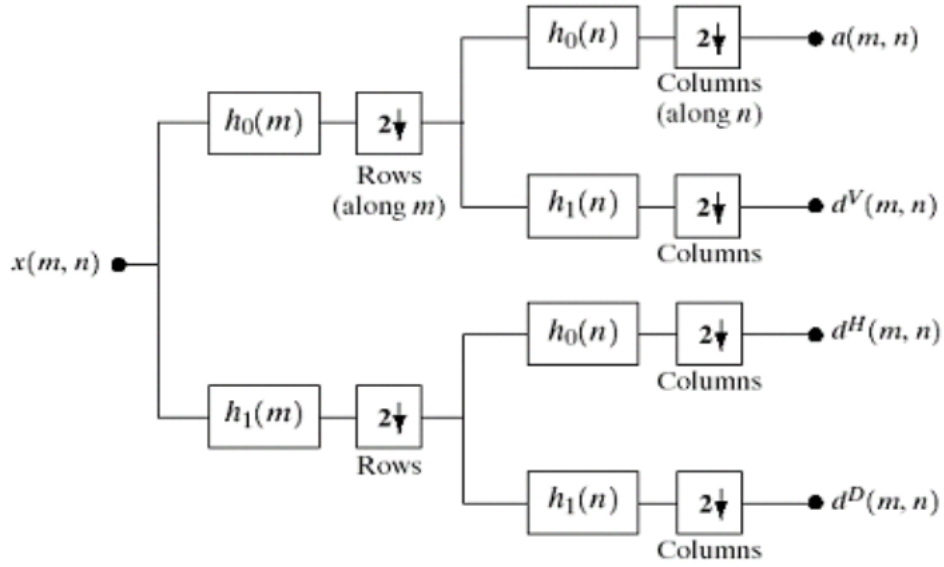 h₀(n)
2↓
a(m, n)
Columns
(along n)
h₀(m)
2↓
Rows
(along m)
h₁(n)
2↓
dⱽ(m, n)
Columns
x(m, n)
h₀(n)
2↓
dᴴ(m, n)
Columns
h₁(m)
2↓
Rows
h₁(n)
2↓
dᴰ(m, n)
Columns